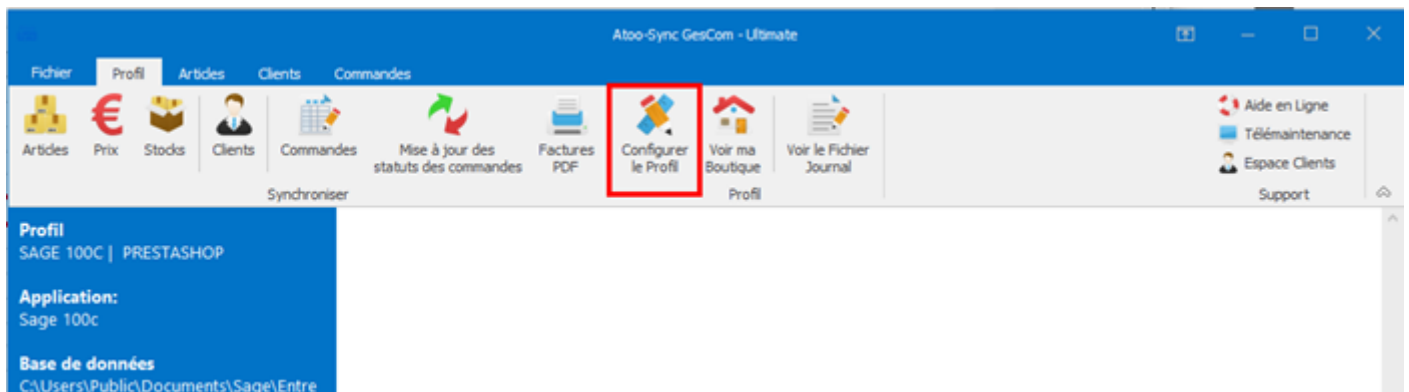 Atoo-Sync GesCom - Ultimate
Fichier Profil Articles Clients Commandes
Articles Prix Stocks Clients Commandes Mise à jour des statuts des commandes Factures PDF Configurer le Profil Voir ma Boutique Voir le Fichier Journal
Aide en Ligne
Télémaintenance
Espace Clients
Synchroniser Profil Support
Profil
SAGE 100C | PRESTASHOP
Application:
Sage 100c
Base de données
C:\Users\Public\Documents\Sage\Entre